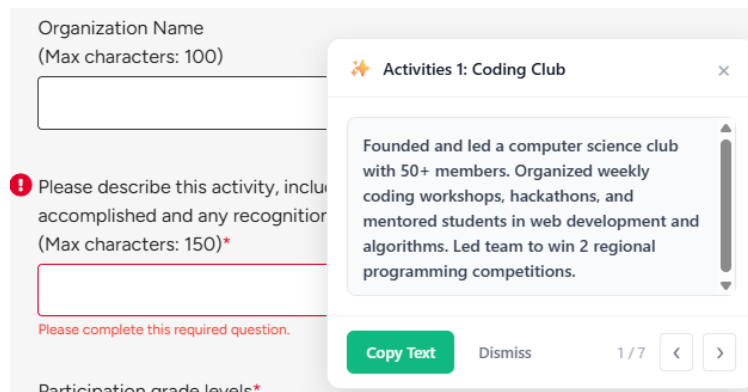 Organization Name
(Max characters: 100)
Please describe this activity, inclu
accomplished and any recognition
(Max characters: 150)*
Please complete this required question.
Participation grade levels*
Activities 1: Coding Club
Founded and led a computer science club
with 50+ members. Organized weekly
coding workshops, hackathons, and
mentored students in web development and
algorithms. Led team to win 2 regional
programming competitions.
Copy Text
Dismiss
1 / 7